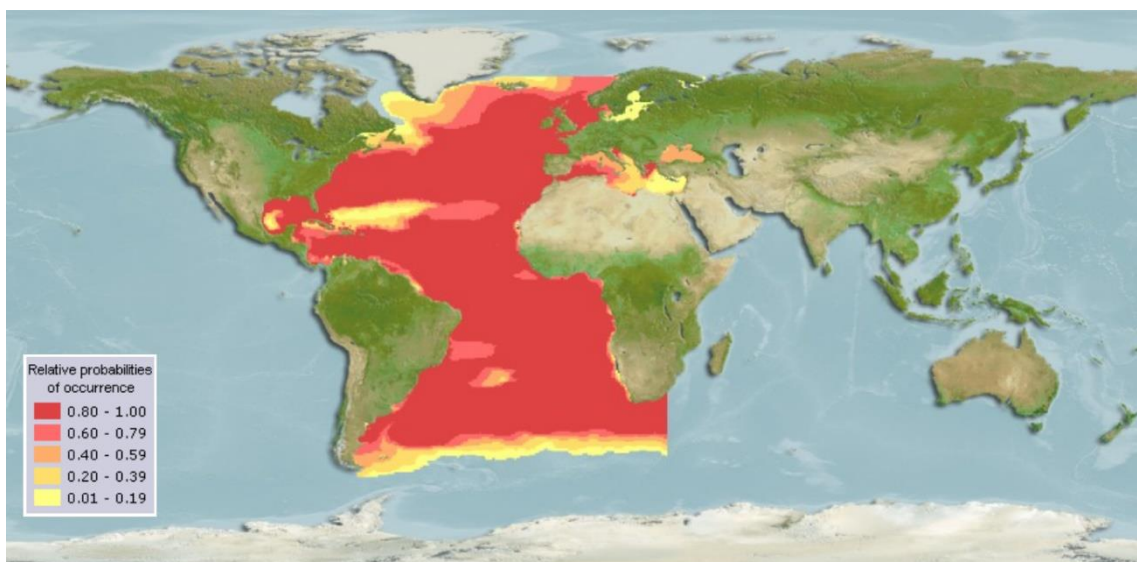 Relative probabilities
of occurrence
0.80 - 1.00
0.60 - 0.79
0.40 - 0.59
0.20 - 0.39
0.01 - 0.19